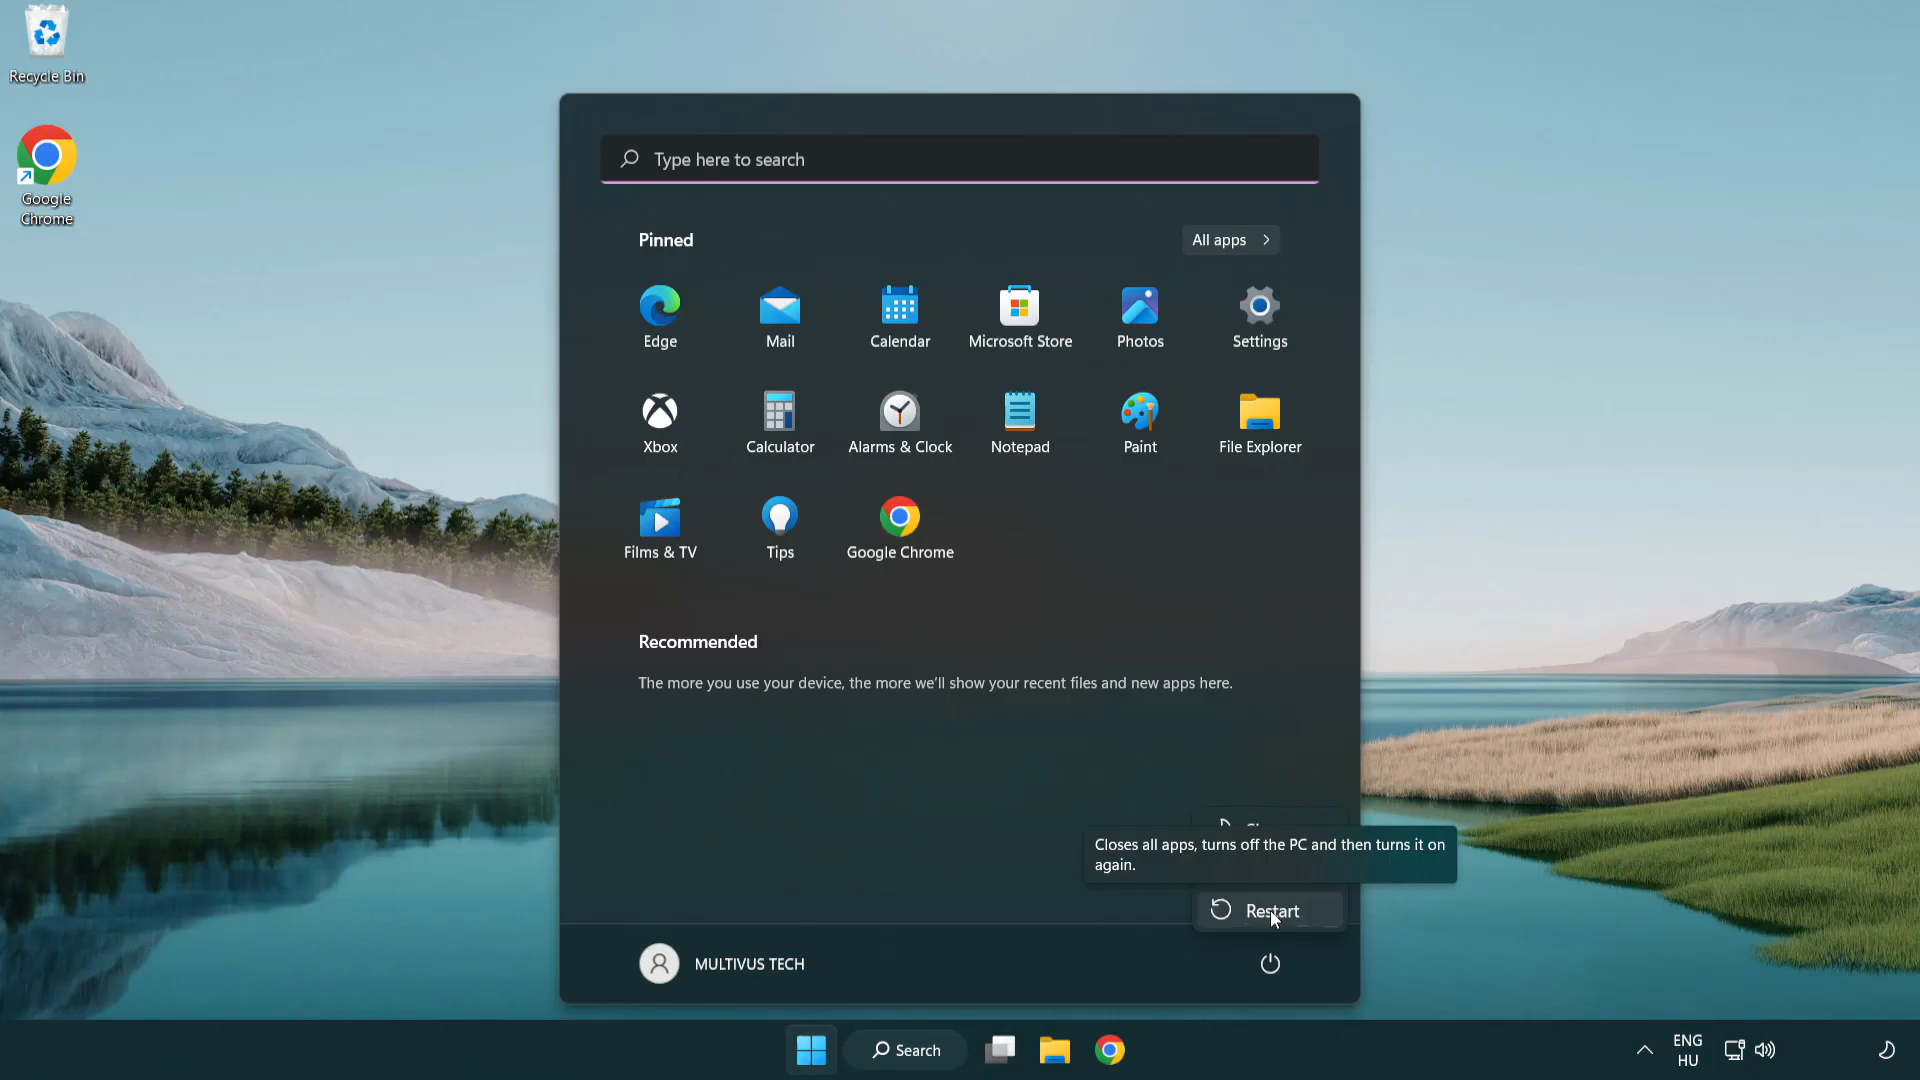 Recycle Bin
Google
Chrome
Type here to search
Pinned
All apps
Edge
Mail
Calendar
Microsoft Store
Photos
Settings
Xbox
Calculator
Alarms & Clock
Notepad
Paint
File Explorer
Films & TV
Tips
Google Chrome
Recommended
The more you use your device, the more we'll show your recent files and new apps here.
Closes all apps, turns off the PC and then turns it on
again.
Restart
MULTIVUS TECH
Search
ENG
HU